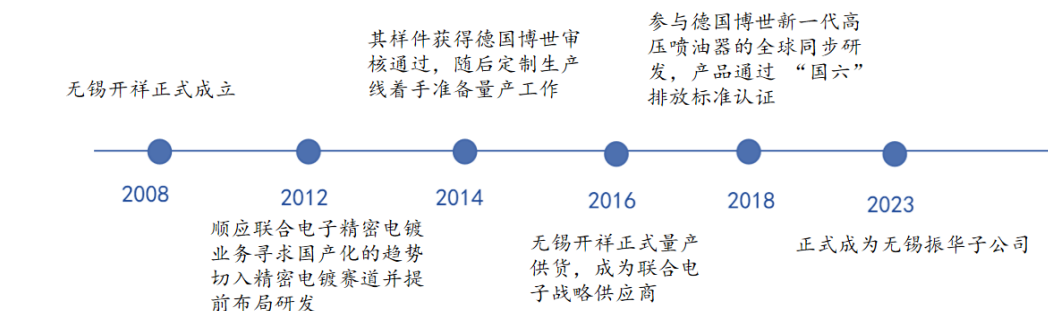 无锡开祥正式成立
其样件获得德国博世审
核通过，随后定制生产
线着手准备量产工作
参与德国博世新一代高
压喷油器的全球同步研
发，产品通过 “国六”
排放标准认证
2008
2012
2014
2016
2018
2023
顺应联合电子精密电镀
业务寻求国产化的趋势
切入精密电镀赛道并提
前布局研发
无锡开祥正式量产
供货，成为联合电
子战略供应商
正式成为无锡振华子公司